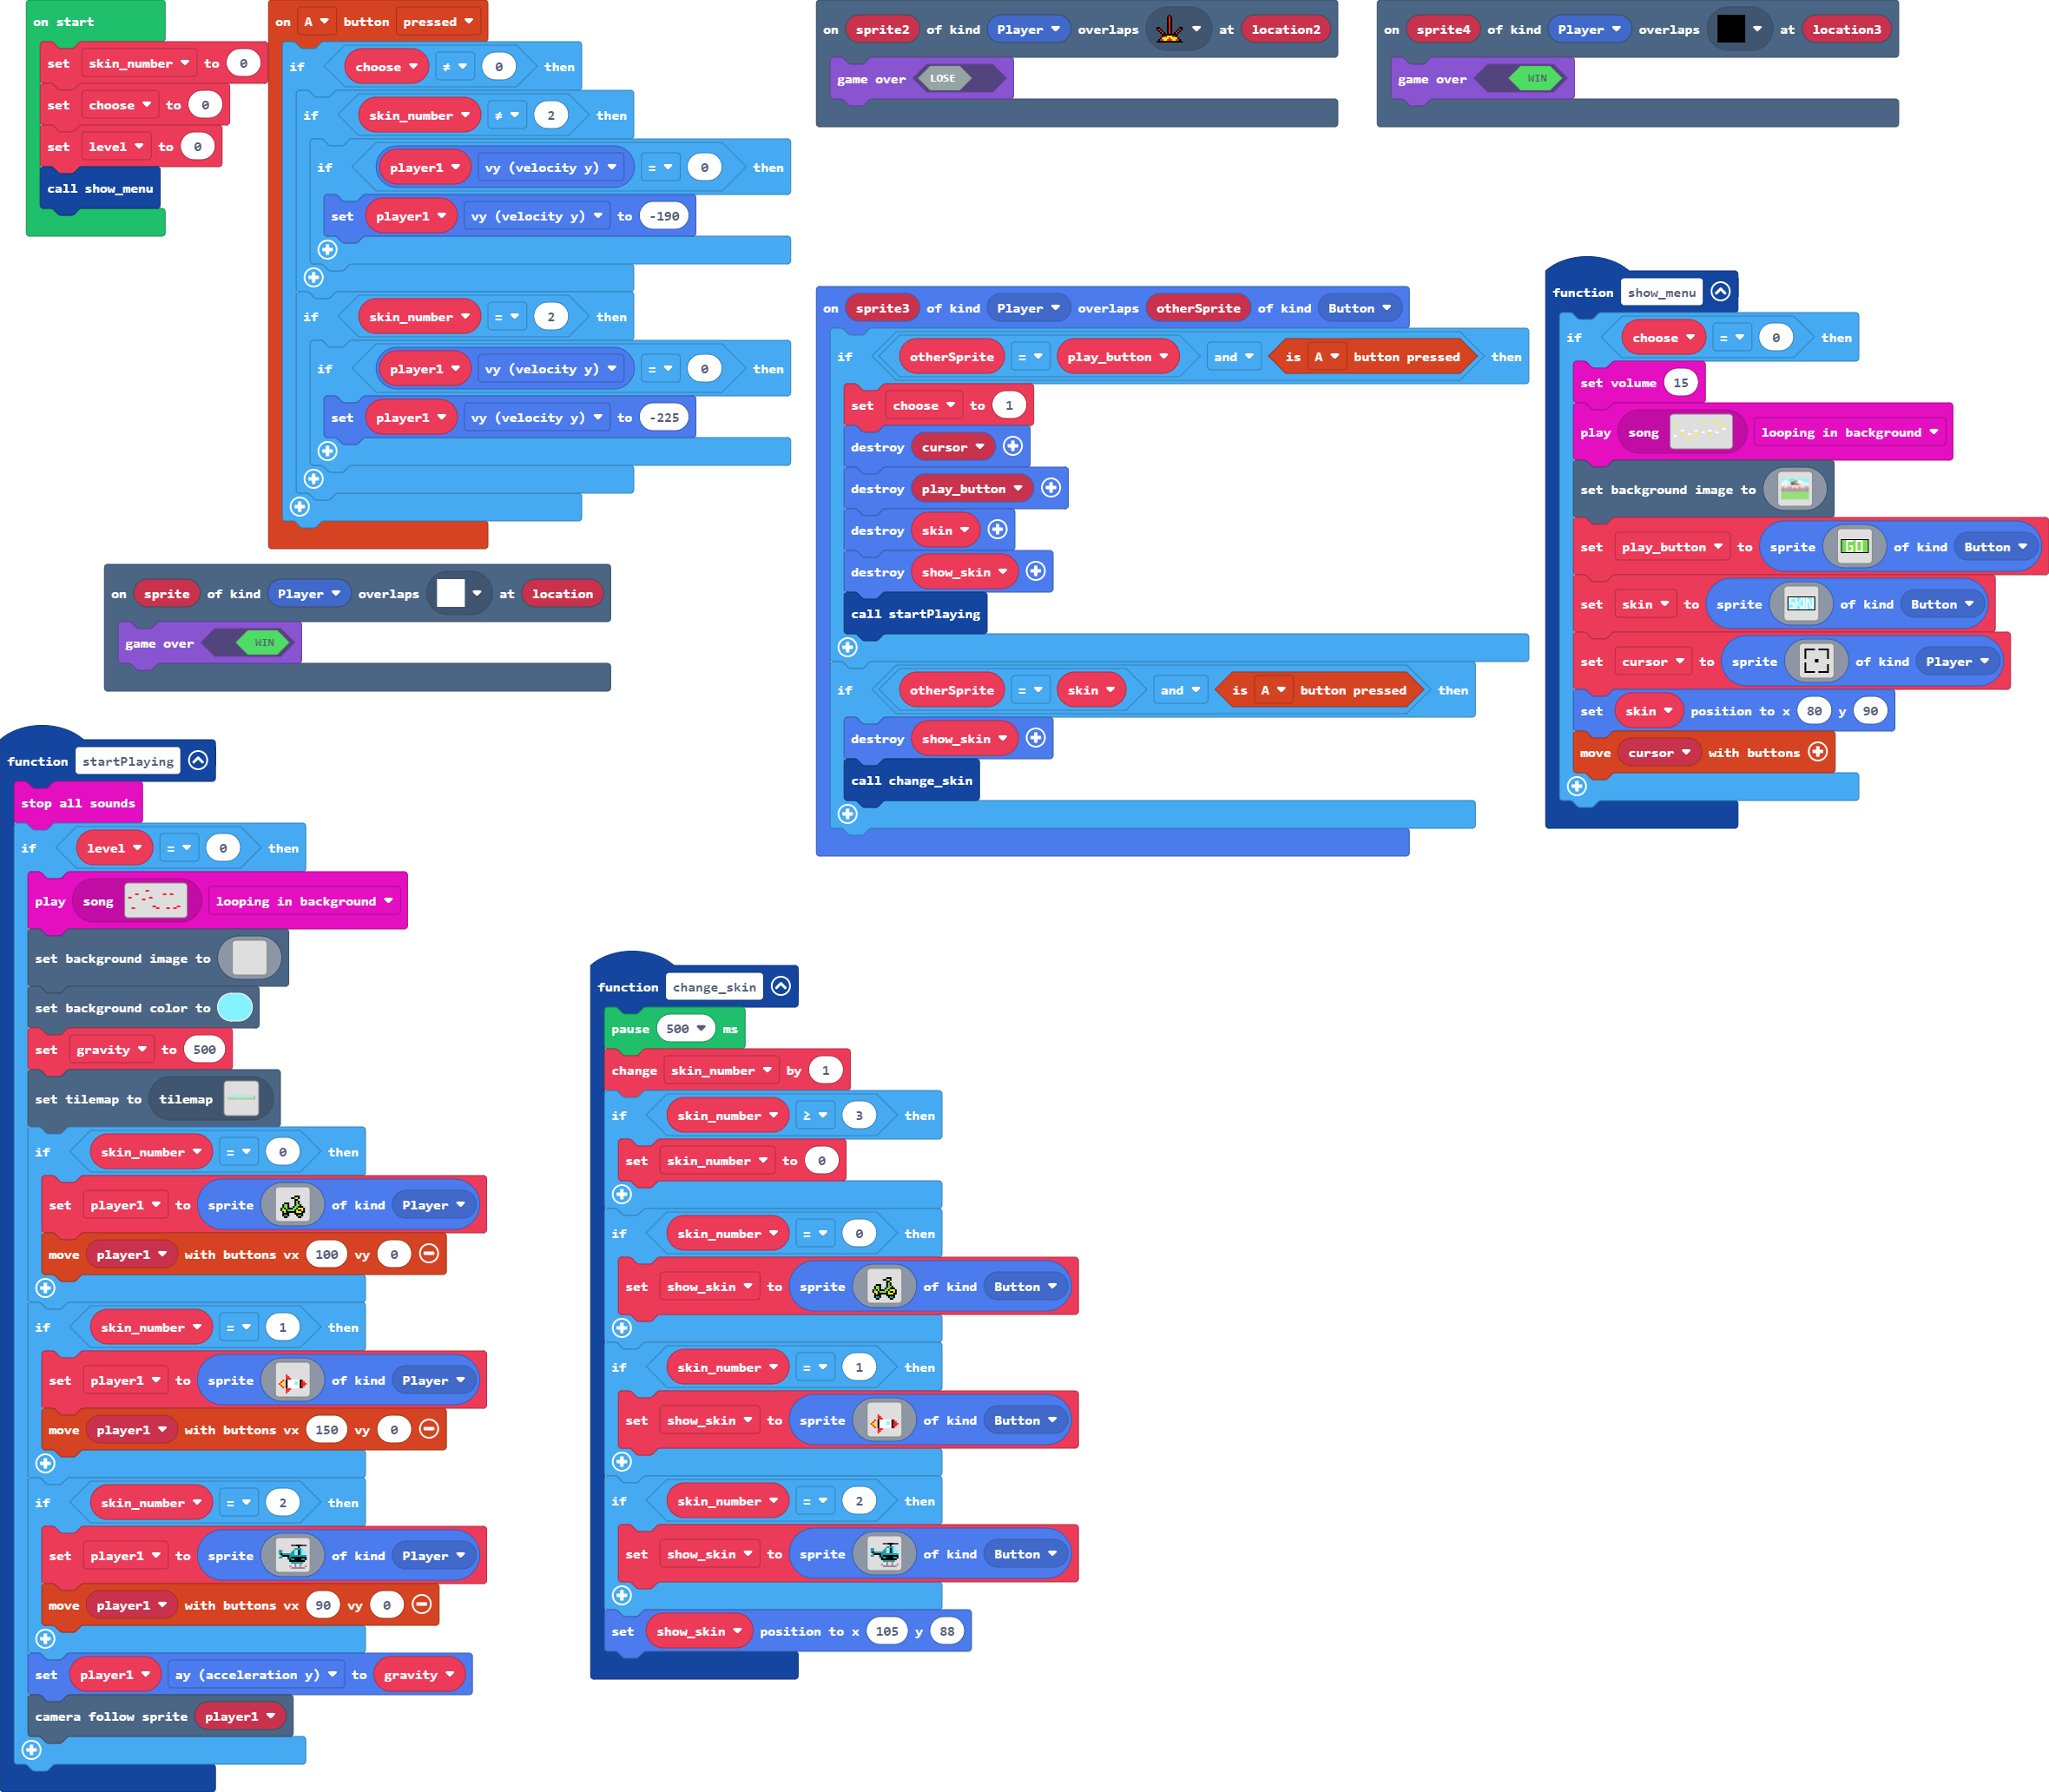 on start
set skin_number to 0
set choose to 0
set level to 0
call show_menu
on A button pressed
if choose ≠ 0 then
if skin_number ≠ 2 then
if player1 vy (velocity y) = 0 then
set player1 vy (velocity y) to -190
if skin_number = 2 then
if player1 vy (velocity y) = 0 then
set player1 vy (velocity y) to -225
on sprite2 of kind Player overlaps at location2
game over LOSE
on sprite4 of kind Player overlaps at location3
game over WIN
on sprite of kind Player overlaps at location
game over WIN
on sprite3 of kind Player overlaps otherSprite of kind Button
if otherSprite = play_button and is A button pressed then
set choose to 1
destroy cursor
destroy play_button
destroy skin
destroy show_skin
call startPlaying
if otherSprite = skin and is A button pressed then
destroy show_skin
call change_skin
function show_menu
if choose = 0 then
set volume 15
play song looping in background
set background image to
set play_button to sprite GO of kind Button
set skin to sprite SKIN of kind Button
set cursor to sprite of kind Player
set skin position to x 80 y 90
move cursor with buttons
function startPlaying
stop all sounds
if level = 0 then
play song looping in background
set background image to
set background color to
set gravity to 500
set tilemap to tilemap
if skin_number = 0 then
set player1 to sprite of kind Player
move player1 with buttons vx 100 vy 0
if skin_number = 1 then
set player1 to sprite of kind Player
move player1 with buttons vx 150 vy 0
if skin_number = 2 then
set player1 to sprite of kind Player
move player1 with buttons vx 90 vy 0
set player1 ay (acceleration y) to gravity
camera follow sprite player1
function change_skin
pause 500 ms
change skin_number by 1
if skin_number ≥ 3 then
set skin_number to 0
if skin_number = 0 then
set show_skin to sprite of kind Button
if skin_number = 1 then
set show_skin to sprite of kind Button
if skin_number = 2 then
set show_skin to sprite of kind Button
set show_skin position to x 105 y 88